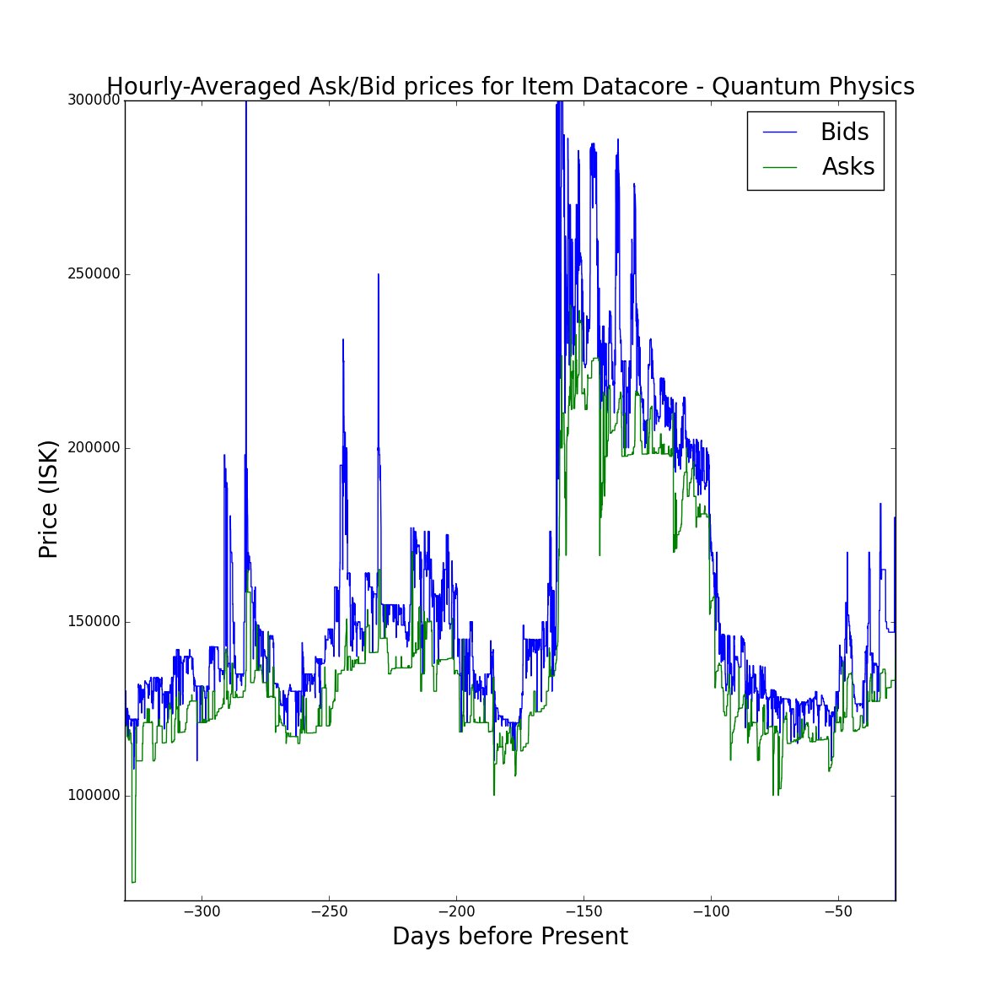 Hourly-Averaged Ask/Bid prices for Item Datacore - Quantum Physics
300000
250000
200000
150000
100000
Price (ISK)
Bids
Asks
−300
−250
−200
−150
−100
−50
Days before Present